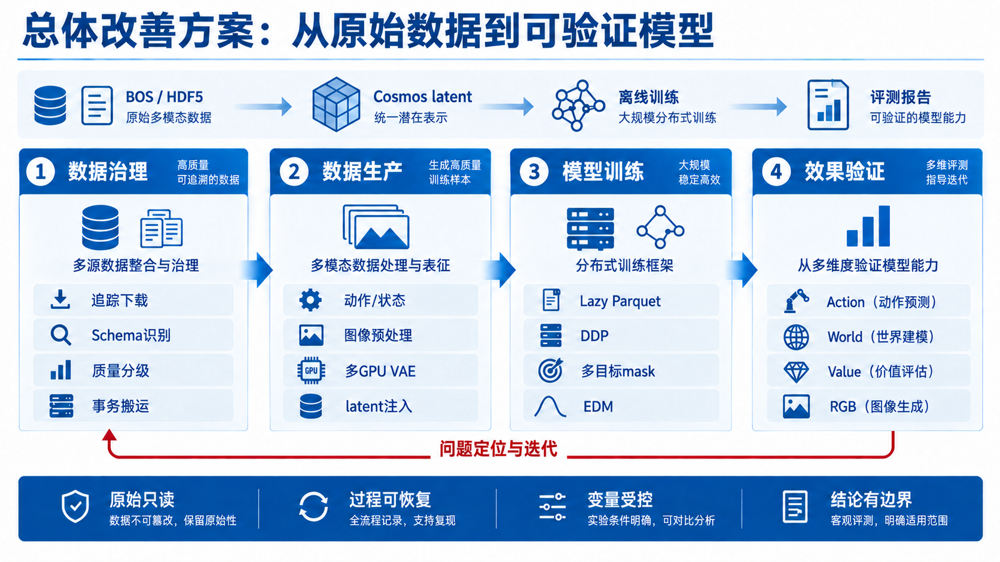 总体改善方案：从原始数据到可验证模型
BOS / HDF5
原始多模态数据
Cosmos latent
统一潜在表示
离线训练
大规模分布式训练
评测报告
可验证的模型能力
1 数据治理
高质量
可追溯的数据
多源数据整合与治理
追踪下载
Schema识别
质量分级
事务搬运
2 数据生产
生成高质量
训练样本
多模态数据处理与表征
动作/状态
图像预处理
GPU
多GPU VAE
latent注入
3 模型训练
大规模
稳定高效
分布式训练框架
Lazy Parquet
DDP
多目标mask
EDM
4 效果验证
多维评测
指导迭代
从多维度验证模型能力
Action（动作预测）
World（世界建模）
Value（价值评估）
RGB（图像生成）
问题定位与迭代
原始只读
数据不可篡改，保留原始性
过程可恢复
全流程记录，支持复现
变量受控
实验条件明确，可对比分析
结论有边界
客观评测，明确适用范围